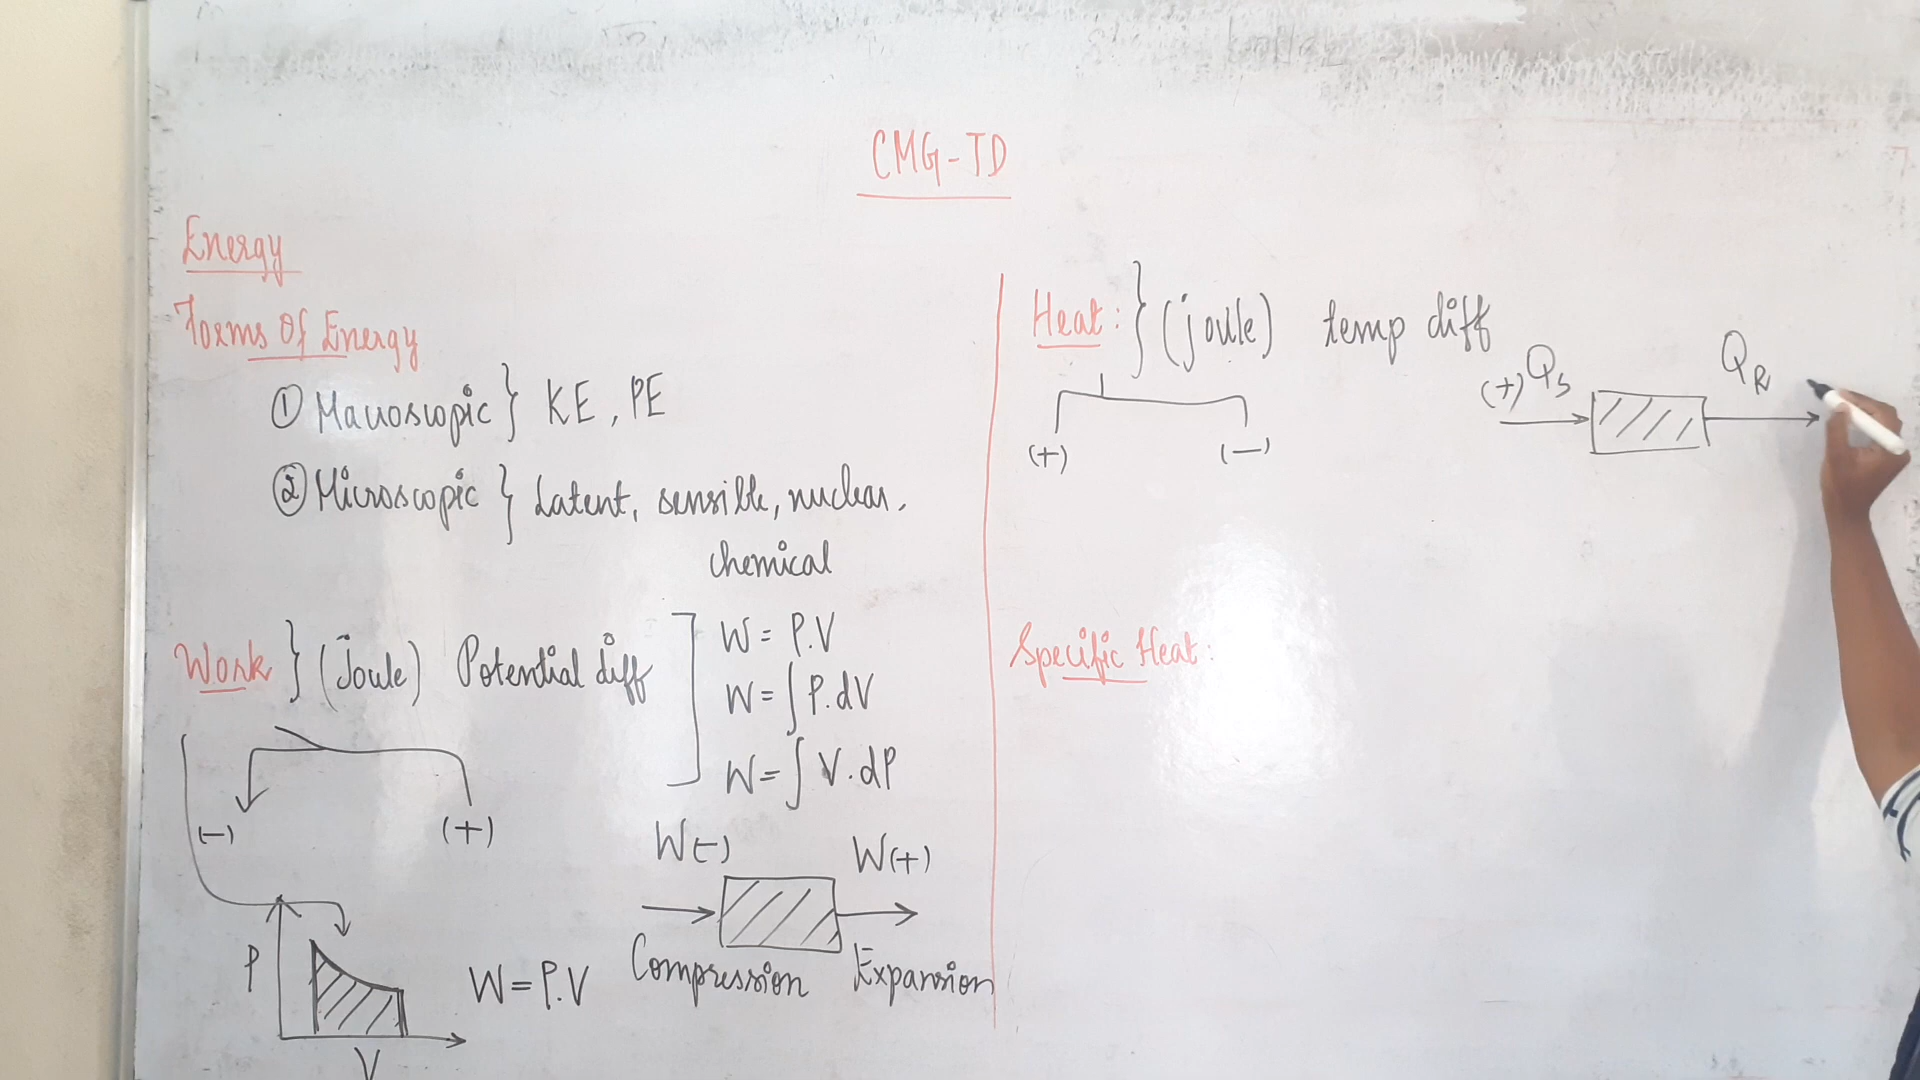 CMG-TD
Energy
Forms Of Energy
① Macroscopic } KE, PE
② Microscopic } Latent, sensible, nuclear,
chemical
Work } (joule) Potential diff
W = P.V
W = ∫ P.dV
W = ∫ V.dP
(-) (+)
W(-) W(+)
Compression Expansion
P
V
W = P.V
Heat: } (joule) temp diff
(+) (-)
(+) QS QR
Specific Heat: